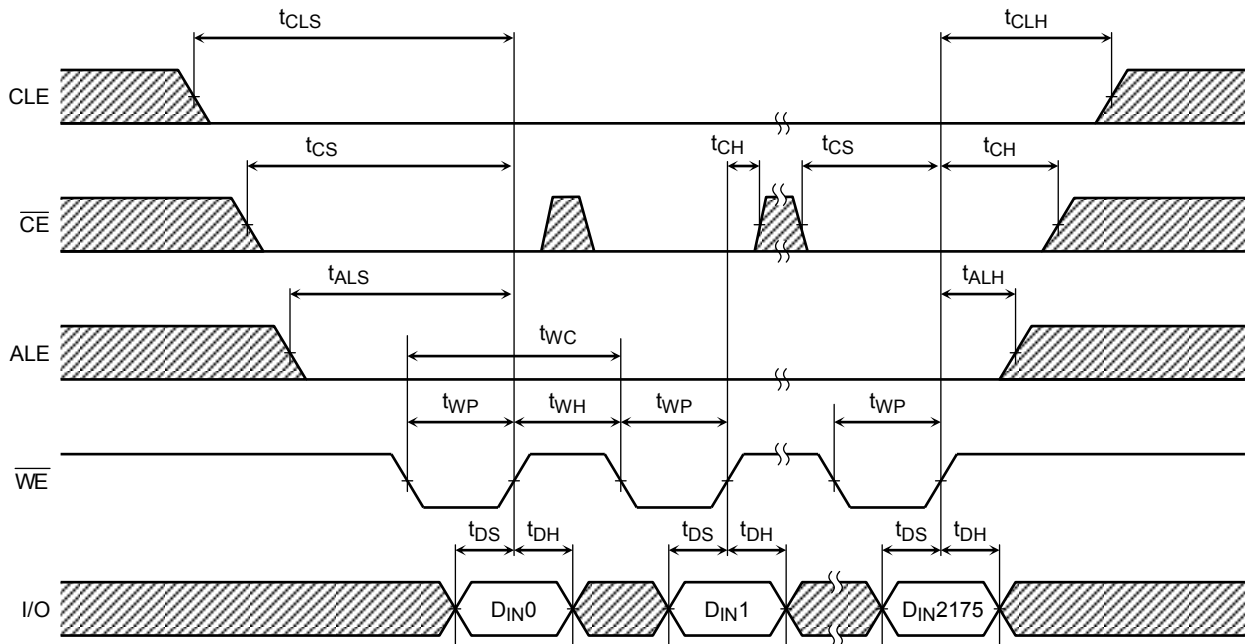 tCLS
tCLH
CLE
tCS
tCH
tCS
tCH
CE
tALS
tALH
ALE
tWC
tWP
tWH
tWP
tWP
WE
tDS
tDH
tDS
tDH
tDS
tDH
I/O
DIN0
DIN1
DIN2175